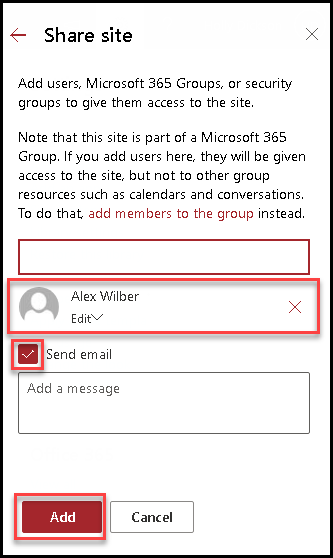 Share site
Add users, Microsoft 365 Groups, or security
groups to give them access to the site.
Note that this site is part of a Microsoft 365
Group. If you add users here, they will be given
access to the site, but not to other group
resources such as calendars and conversations.
To do that, add members to the group instead.
Alex Wilber
Edit
Send email
Add a message
Add
Cancel